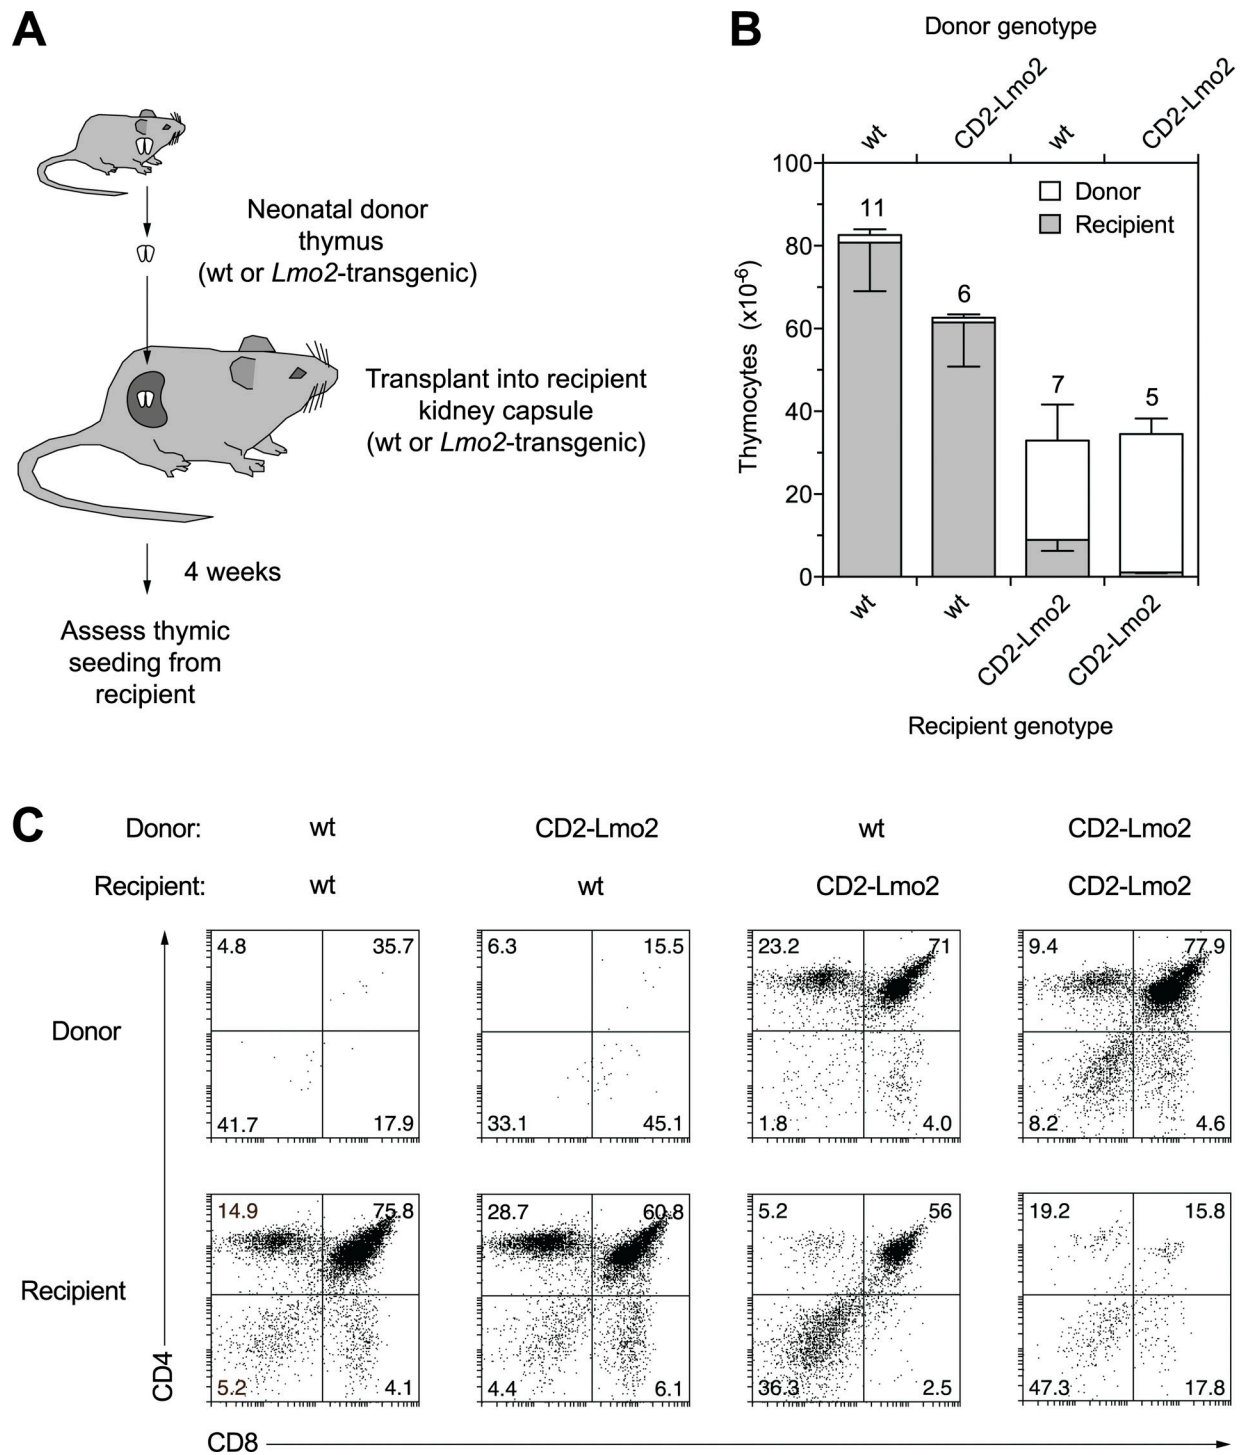 A
Neonatal donor
thymus
(wt or Lmo2-transgenic)
Transplant into recipient
kidney capsule
(wt or Lmo2-transgenic)
4 weeks
Assess thymic
seeding from
recipient
B
Donor genotype
wt
CD2-Lmo2
wt
CD2-Lmo2
Thymocytes (x10-6)
100
80
60
40
20
0
Donor
Recipient
11
6
7
5
wt
wt
CD2-Lmo2
CD2-Lmo2
Recipient genotype
C
Donor: wt CD2-Lmo2 wt CD2-Lmo2
Recipient: wt wt CD2-Lmo2 CD2-Lmo2
Donor
4.8 35.7 6.3 15.5 23.2 71 9.4 77.9
41.7 17.9 33.1 45.1 1.8 4.0 8.2 4.6
Recipient
14.9 75.8 28.7 60.8 5.2 56 19.2 15.8
5.2 4.1 4.4 6.1 36.3 2.5 47.3 17.8
CD4
CD8